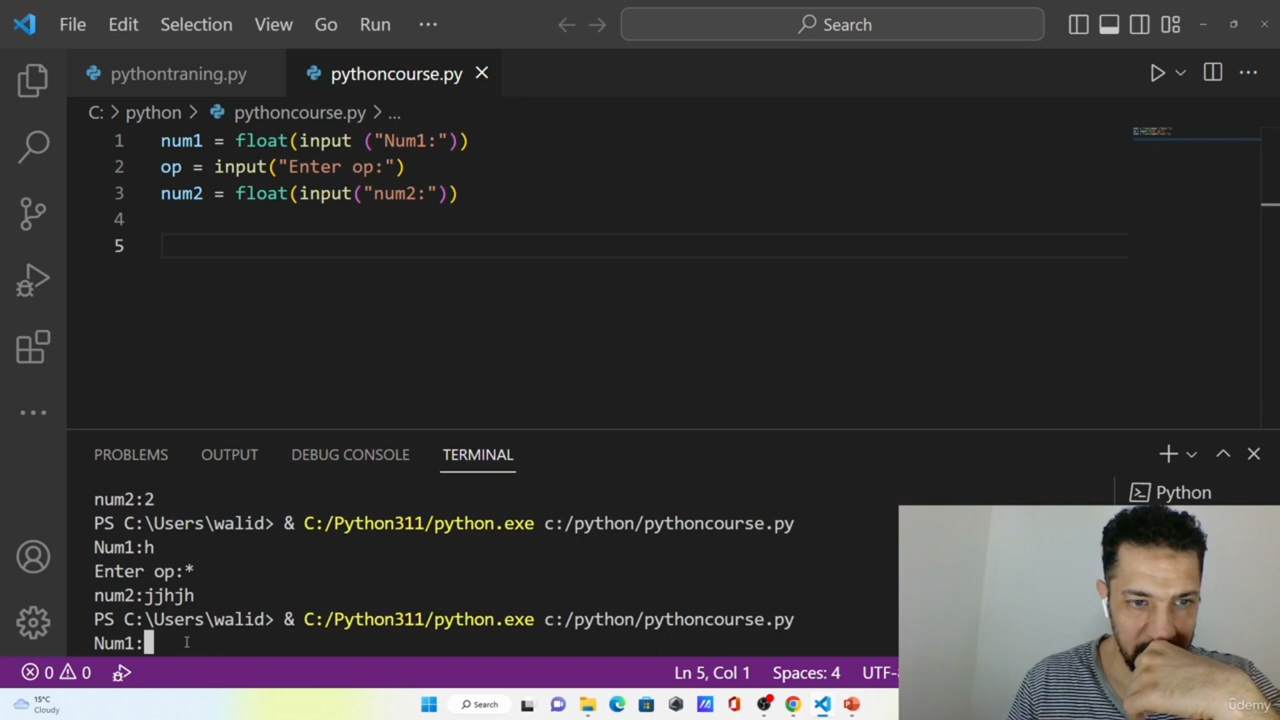 File Edit Selection View Go Run ... Search
pythontraning.py pythoncourse.py
C: > python > pythoncourse.py > ...
1 num1 = float(input ("Num1:"))
2 op = input("Enter op:")
3 num2 = float(input("num2:"))
4
5
PROBLEMS OUTPUT DEBUG CONSOLE TERMINAL
Python
num2:2
PS C:\Users\walid> & C:/Python311/python.exe c:/python/pythoncourse.py
Num1:h
Enter op:*
num2:jjhjh
PS C:\Users\walid> & C:/Python311/python.exe c:/python/pythoncourse.py
Num1:
0 0 Ln 5, Col 1 Spaces: 4 UTF-
15°C
Cloudy
Search
ûdemy